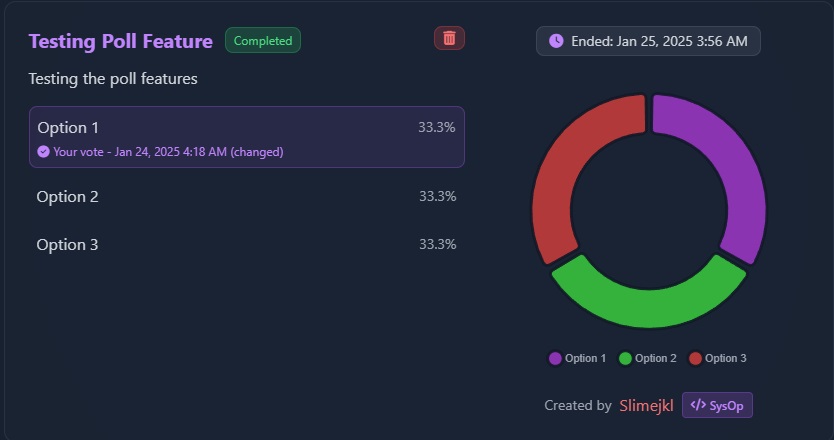 Testing Poll Feature Completed
Testing the poll features
Option 1 33.3%
Your vote - Jan 24, 2025 4:18 AM (changed)
Option 2 33.3%
Option 3 33.3%
Ended: Jan 25, 2025 3:56 AM
Option 1 Option 2 Option 3
Created by Slimejkl </> SysOp